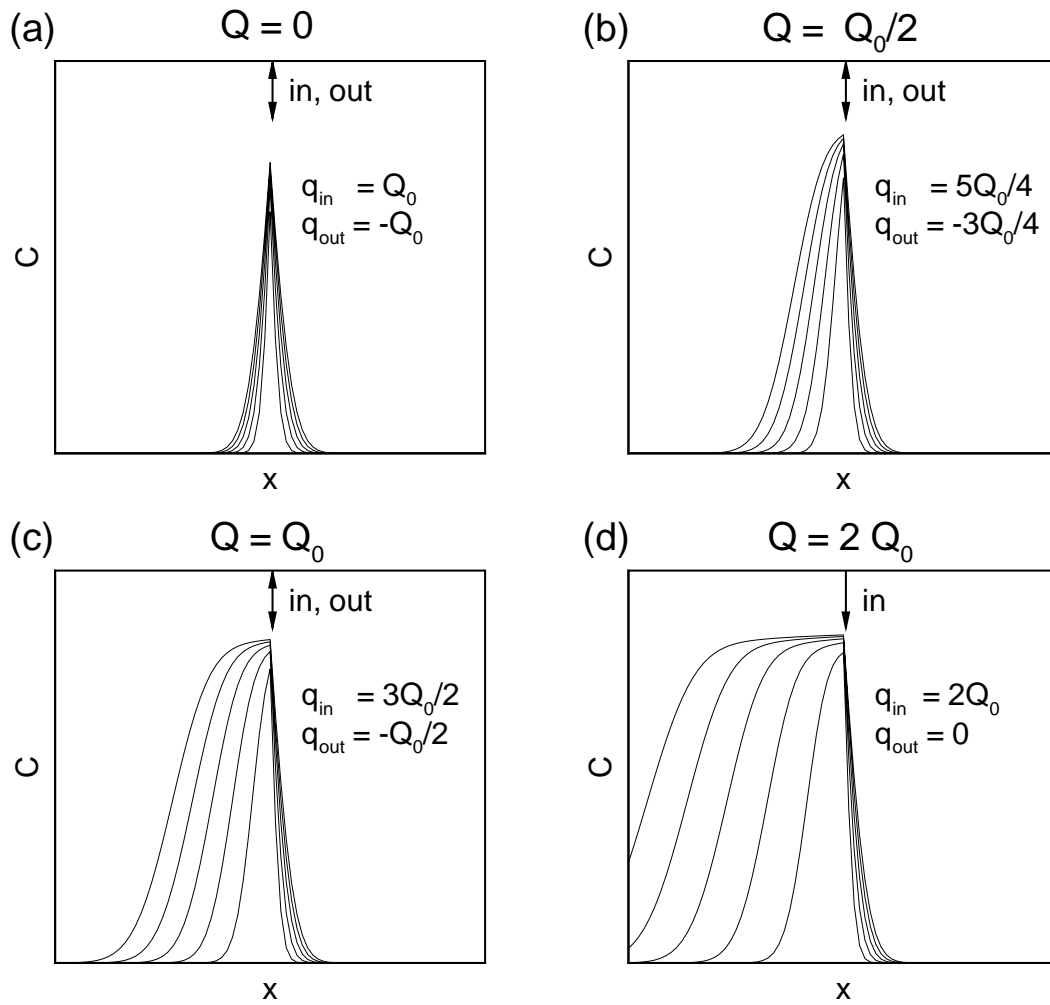 (a) Q = 0
in, out
q_in = Q_0
q_out = -Q_0
C
x
(b) Q = Q_0/2
in, out
q_in = 5Q_0/4
q_out = -3Q_0/4
C
x
(c) Q = Q_0
in, out
q_in = 3Q_0/2
q_out = -Q_0/2
C
x
(d) Q = 2 Q_0
in
q_in = 2Q_0
q_out = 0
C
x